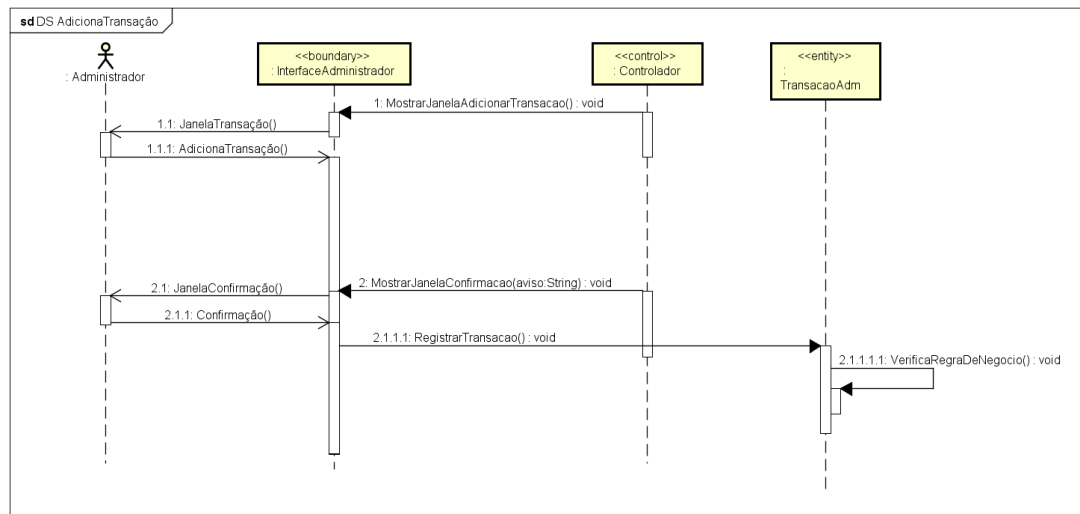 sd DS AdicionaTransação
: Administrador
<<boundary>>
: InterfaceAdministrador
<<control>>
: Controlador
<<entity>>
:
TransacaoAdm
1: MostrarJanelaAdicionarTransacao() : void
1.1: JanelaTransação()
1.1.1: AdicionaTransação()
2: MostrarJanelaConfirmacao(aviso:String) : void
2.1: JanelaConfirmação()
2.1.1: Confirmação()
2.1.1.1: RegistrarTransacao() : void
2.1.1.1.1: VerificaRegraDeNegocio() : void